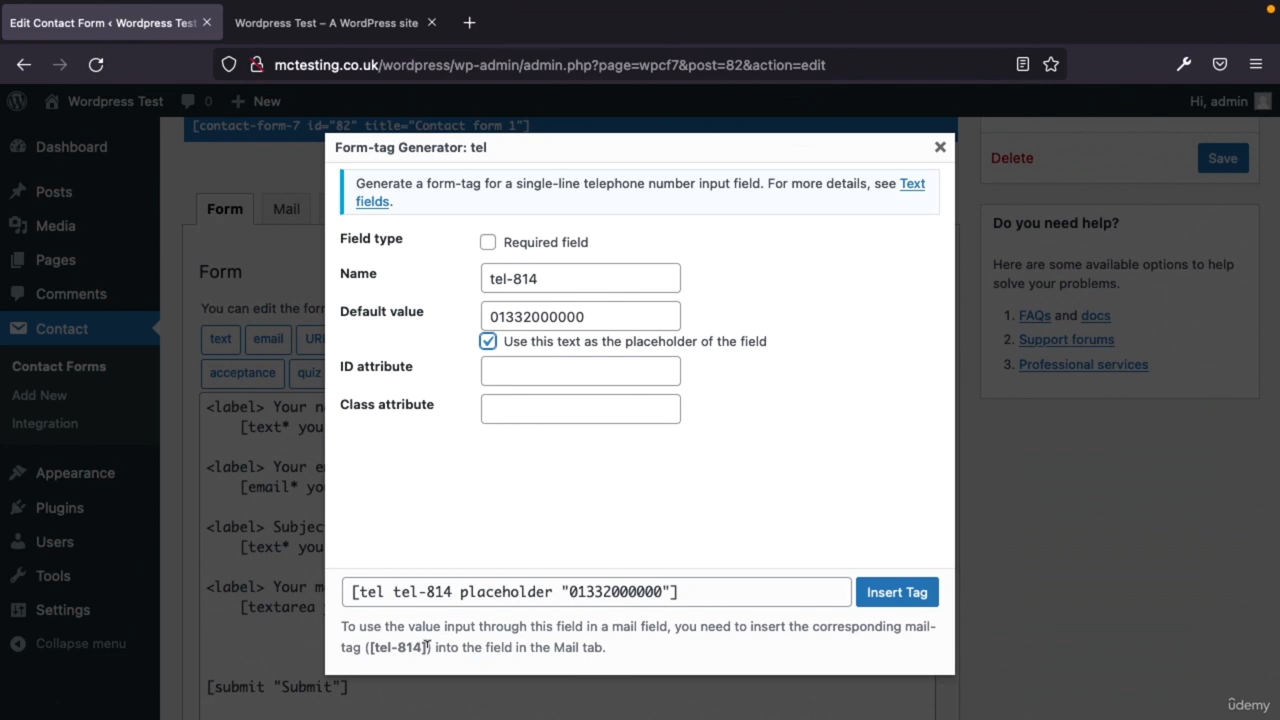 Edit Contact Form ‹ Wordpress Test
Wordpress Test – A WordPress site
mctesting.co.uk/wordpress/wp-admin/admin.php?page=wpcf7&post=82&action=edit
Wordpress Test
0
New
Hi, admin
[contact-form-7 id="82" title="Contact form 1"]
Dashboard
Posts
Media
Pages
Comments
Contact
Contact Forms
Add New
Integration
Appearance
Plugins
Users
Tools
Settings
Collapse menu
Form
Mail
Form
You can edit the for
text
email
URL
acceptance
quiz
<label> Your n
[text* you
<label> Your e
[email* yo
<label> Subjec
[text* you
<label> Your m
[textarea
[submit "Submit"]
Form-tag Generator: tel
Generate a form-tag for a single-line telephone number input field. For more details, see Text
fields.
Field type
Required field
Name
tel-814
Default value
01332000000
Use this text as the placeholder of the field
ID attribute
Class attribute
[tel tel-814 placeholder "01332000000"]
Insert Tag
To use the value input through this field in a mail field, you need to insert the corresponding mail-
tag ([tel-814]) into the field in the Mail tab.
Delete
Save
Do you need help?
Here are some available options to help
solve your problems.
1. FAQs and docs
2. Support forums
3. Professional services
ûdemy